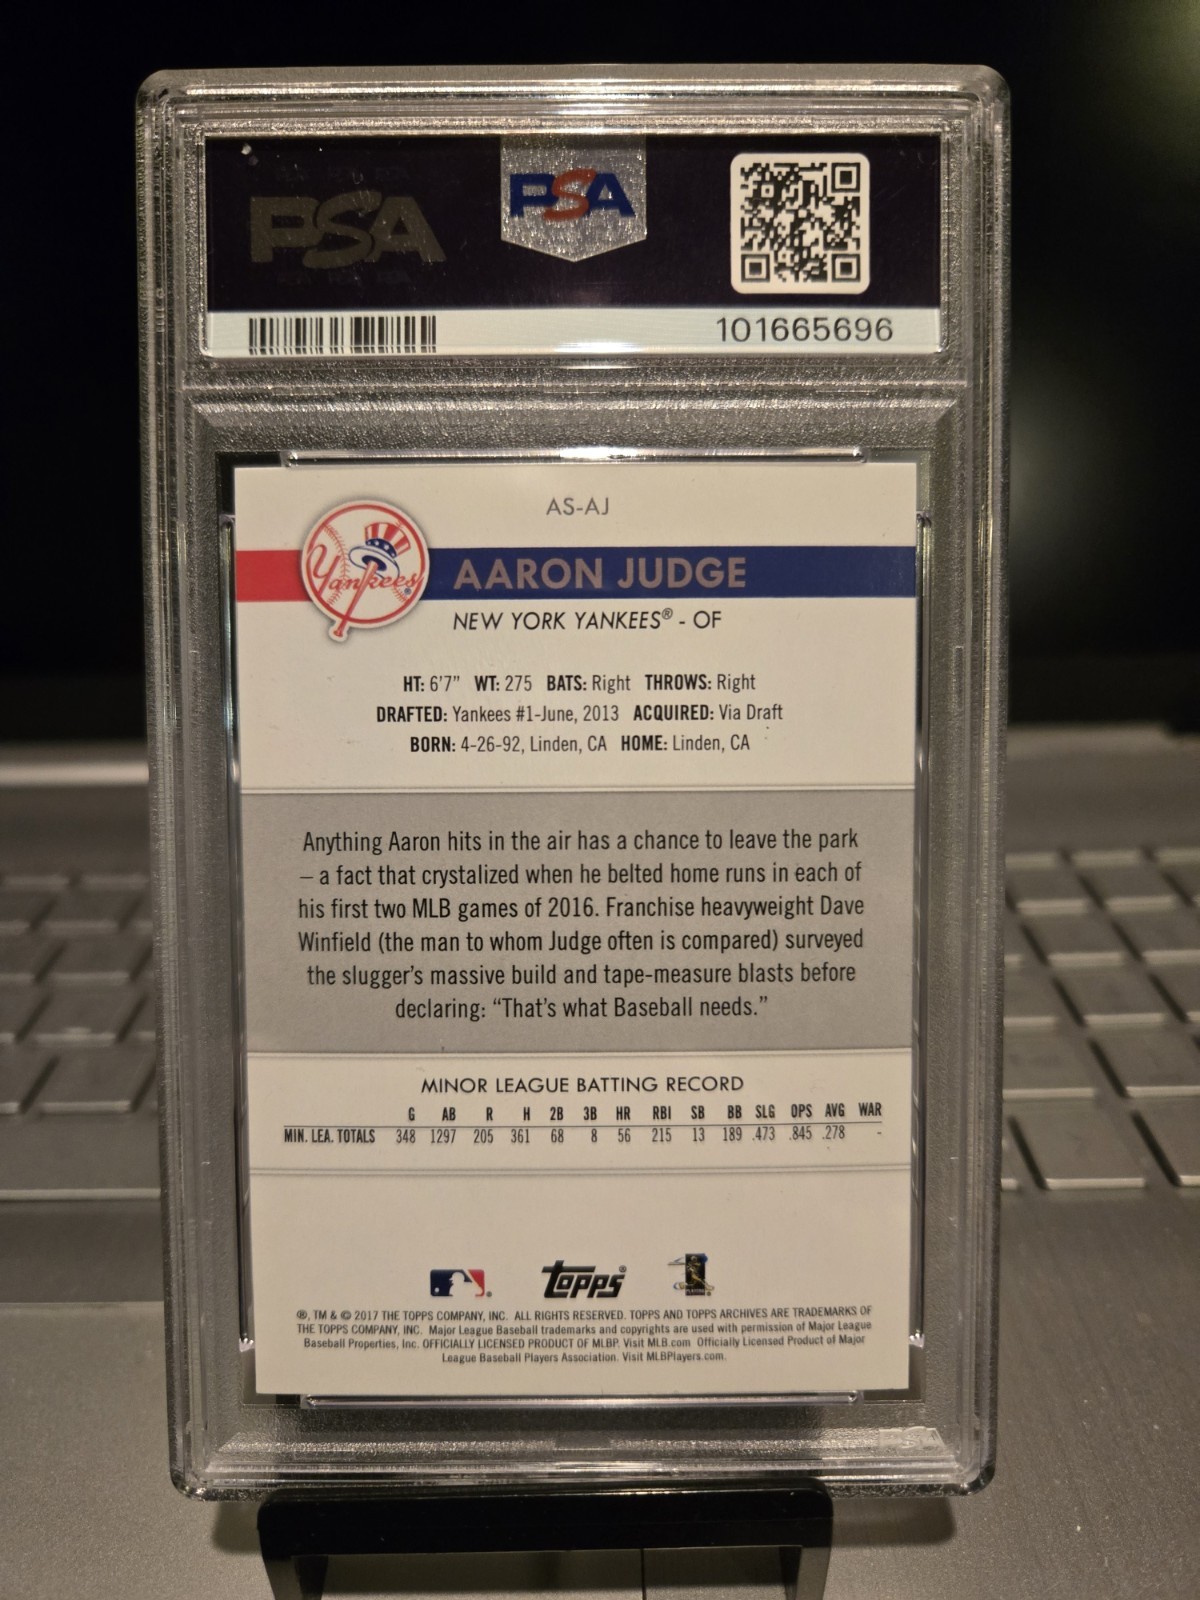 PSA PSA
101665696
AS-AJ
Yankees
AARON JUDGE
NEW YORK YANKEES® - OF
HT: 6'7" WT: 275 BATS: Right THROWS: Right
DRAFTED: Yankees #1-June, 2013 ACQUIRED: Via Draft
BORN: 4-26-92, Linden, CA HOME: Linden, CA
Anything Aaron hits in the air has a chance to leave the park
– a fact that crystalized when he belted home runs in each of
his first two MLB games of 2016. Franchise heavyweight Dave
Winfield (the man to whom Judge often is compared) surveyed
the slugger's massive build and tape-measure blasts before
declaring: “That's what Baseball needs.”
MINOR LEAGUE BATTING RECORD
G AB R H 2B 3B HR RBI SB BB SLG OPS AVG WAR
MIN. LEA. TOTALS 348 1297 205 361 68 8 56 215 13 189 .473 .845 .278 -
Topps®
®, TM & © 2017 THE TOPPS COMPANY, INC. ALL RIGHTS RESERVED. TOPPS AND TOPPS ARCHIVES ARE TRADEMARKS OF
THE TOPPS COMPANY, INC. Major League Baseball trademarks and copyrights are used with permission of Major League
Baseball Properties, Inc. OFFICIALLY LICENSED PRODUCT OF MLBP. Visit MLB.com Officially Licensed Product of Major
League Baseball Players Association. Visit MLBPlayers.com.